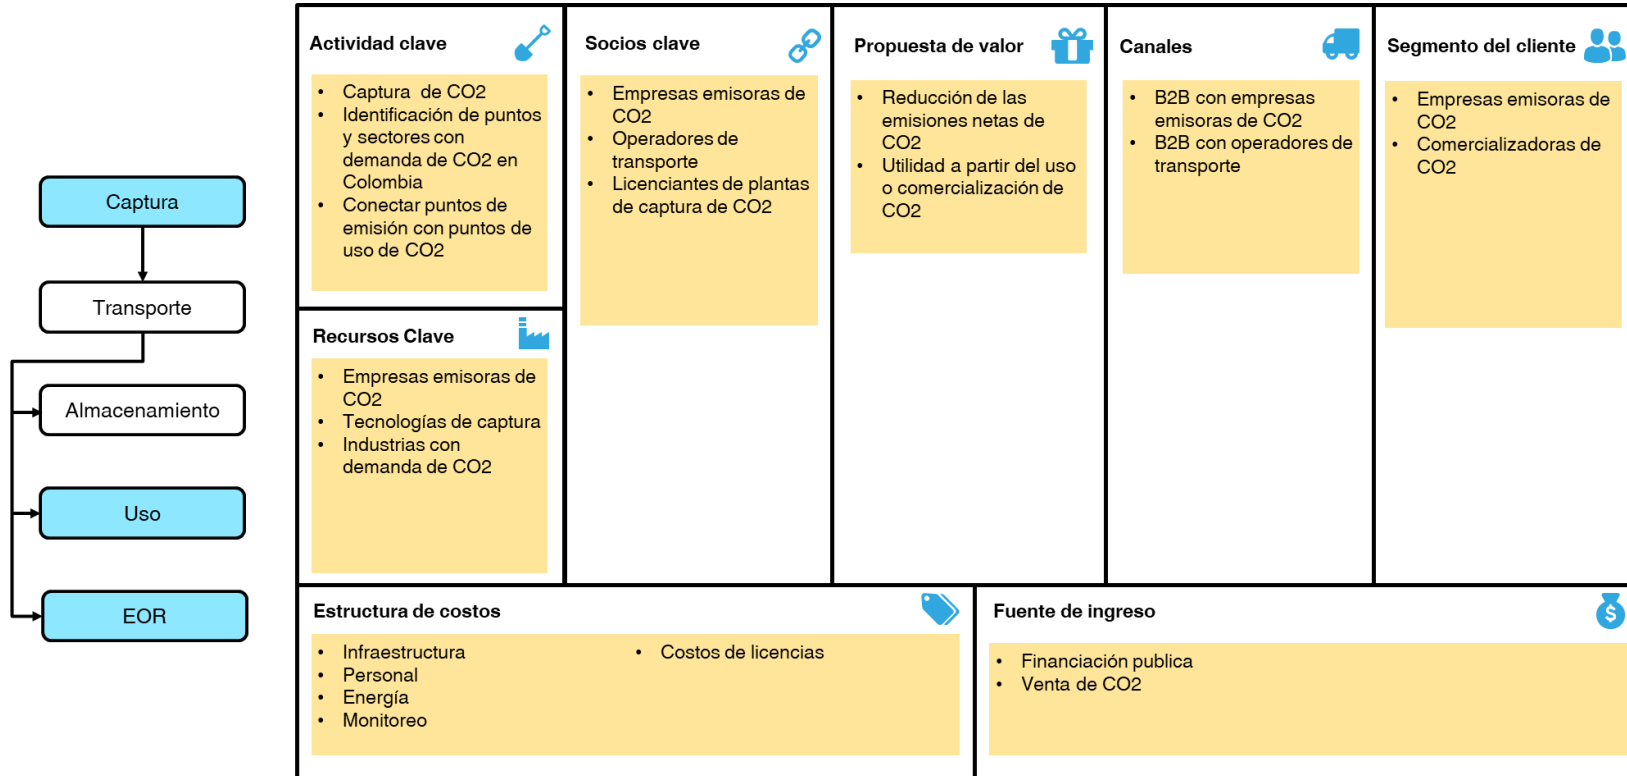 Captura
Transporte
Almacenamiento
Uso
EOR
Actividad clave
• Captura de CO2
• Identificación de puntos
y sectores con
demanda de CO2 en
Colombia
• Conectar puntos de
emisión con puntos de
uso de CO2
Recursos Clave
• Empresas emisoras de
CO2
• Tecnologías de captura
• Industrias con
demanda de CO2
Socios clave
• Empresas emisoras de
CO2
• Operadores de
transporte
• Licenciantes de plantas
de captura de CO2
Propuesta de valor
• Reducción de las
emisiones netas de
CO2
• Utilidad a partir del uso
o comercialización de
CO2
Canales
• B2B con empresas
emisoras de CO2
• B2B con operadores de
transporte
Segmento del cliente
• Empresas emisoras de
CO2
• Comercializadoras de
CO2
Estructura de costos
• Infraestructura
• Personal
• Energía
• Monitoreo
• Costos de licencias
Fuente de ingreso
$
• Financiación publica
• Venta de CO2